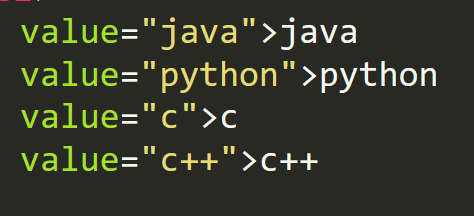 value="java">java
value="python">python
value="c">c
value="c++">c++